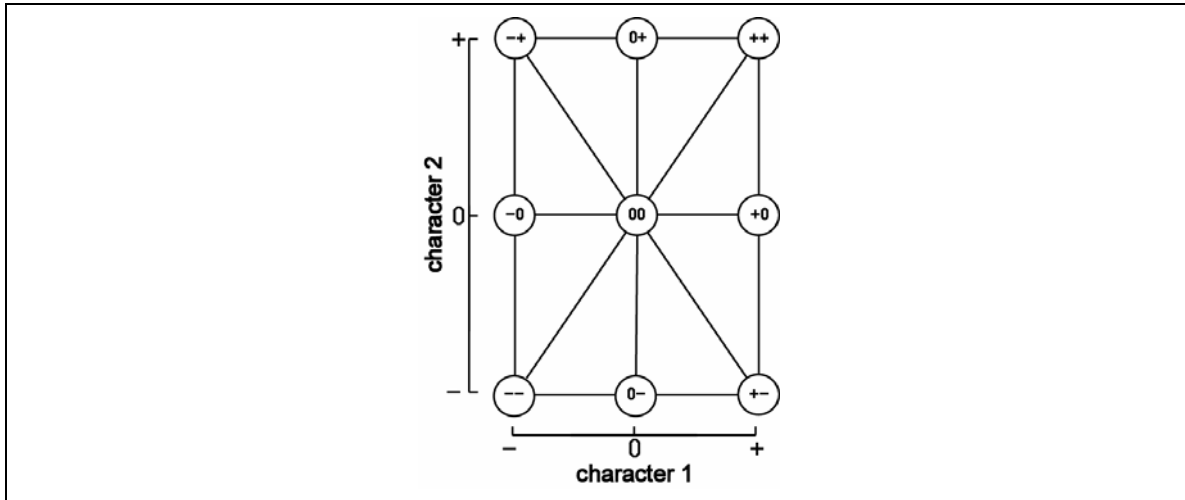 + −+ 0+ ++
character 2
0 −0 00 +0
− −− 0− +−
− 0 +
character 1